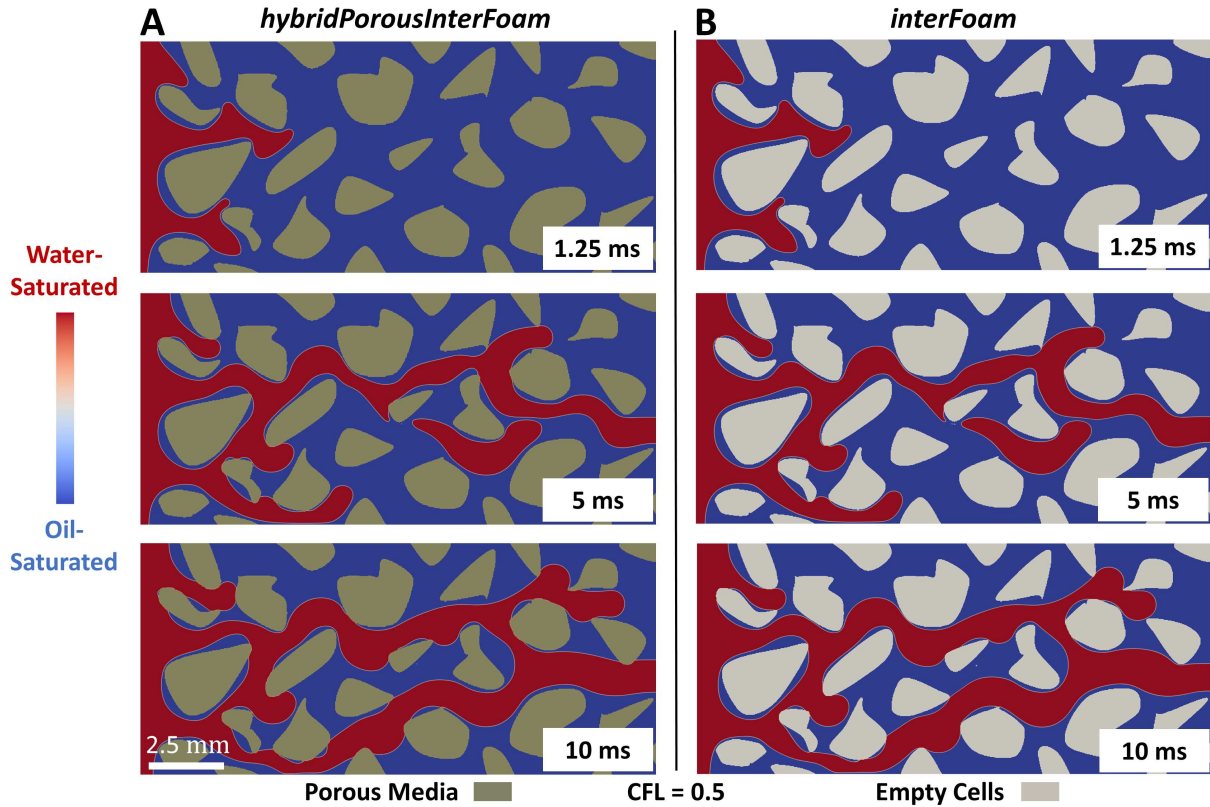 A
hybridPorousInterFoam
B
interFoam
1.25 ms
1.25 ms
Water-
Saturated
Oil-
Saturated
5 ms
5 ms
2.5 mm
10 ms
10 ms
Porous Media
CFL = 0.5
Empty Cells